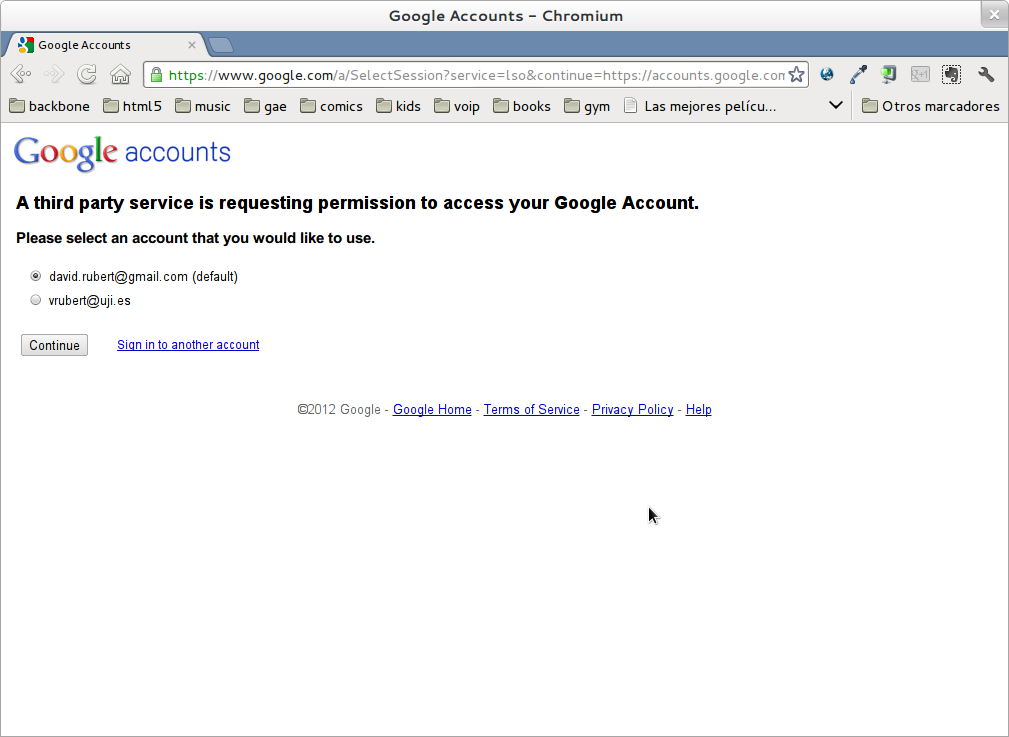 Google Accounts - Chromium
Google Accounts
https://www.google.com/a/SelectSession?service=lso&continue=https://accounts.google.com
backbone html5 music gae comics kids voip books gym Las mejores pelícu... Otros marcadores
Google accounts
A third party service is requesting permission to access your Google Account.
Please select an account that you would like to use.
david.rubert@gmail.com (default)
vrubert@uji.es
Continue Sign in to another account
©2012 Google - Google Home - Terms of Service - Privacy Policy - Help